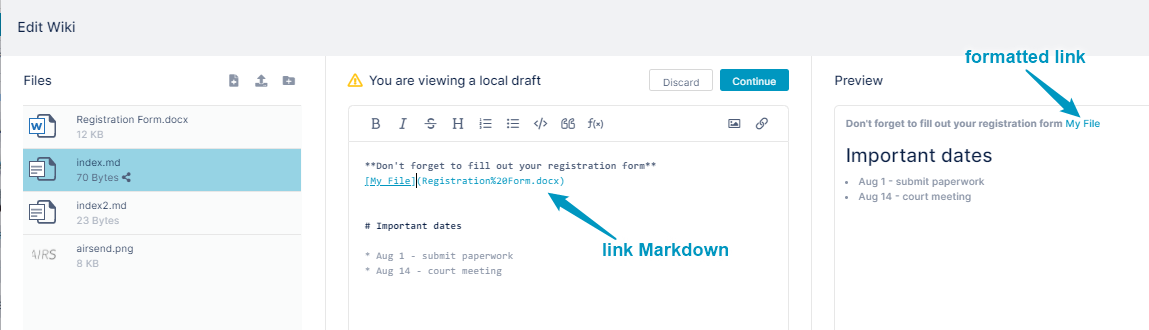 Edit Wiki
formatted link
Files
Registration Form.docx
12 KB
index.md
70 Bytes
index2.md
23 Bytes
AIRS
airsend.png
8 KB
You are viewing a local draft
Discard
Continue
B I S H </> f(x)
**Don't forget to fill out your registration form**
[My File](Registration%20Form.docx)
# Important dates
* Aug 1 - submit paperwork
* Aug 14 - court meeting
link Markdown
Preview
Don't forget to fill out your registration form My File
Important dates
• Aug 1 - submit paperwork
• Aug 14 - court meeting